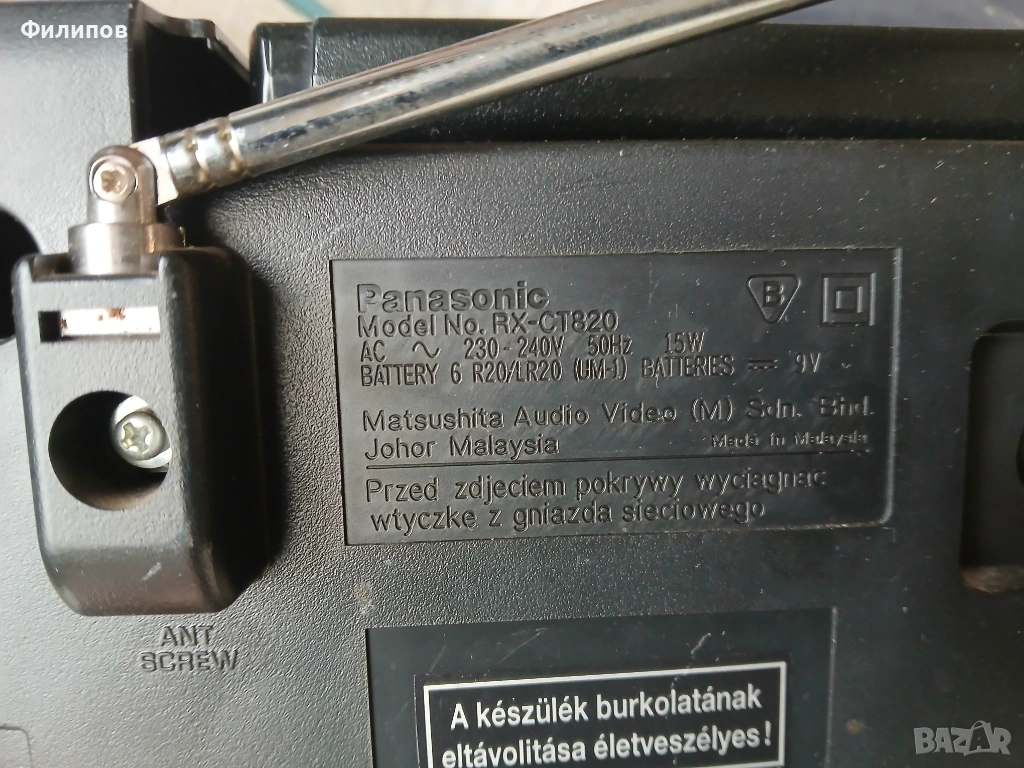 Филипов
Panasonic
Model No. RX-CT820
AC ~ 230-240V 50Hz 15W
BATTERY 6 R20/LR20 (UM-1) BATTERIES ⎓ 9V
B
Matsushita Audio Video (M) Sdn. Bhd.
Johor Malaysia Made in Malaysia
Przed zdjeciem pokrywy wyciagnac
wtyczke z gniazda sieciowego
ANT
SCREW
A készülék burkolatának
eltávolitása életveszélyes!
BAZAR